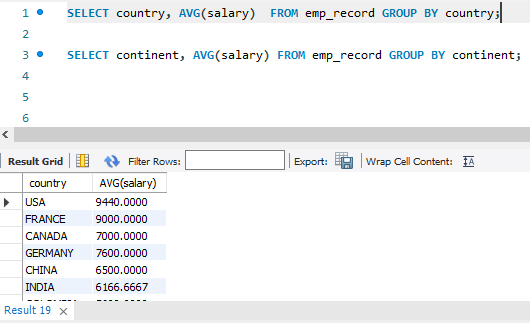 1 SELECT country, AVG(salary)  FROM emp_record GROUP BY country;
2
3 SELECT continent, AVG(salary) FROM emp_record GROUP BY continent;
4
5
6
Result Grid Filter Rows: Export: Wrap Cell Content:
country AVG(salary)
USA 9440.0000
FRANCE 9000.0000
CANADA 7000.0000
GERMANY 7600.0000
CHINA 6500.0000
INDIA 6166.6667
Result 19